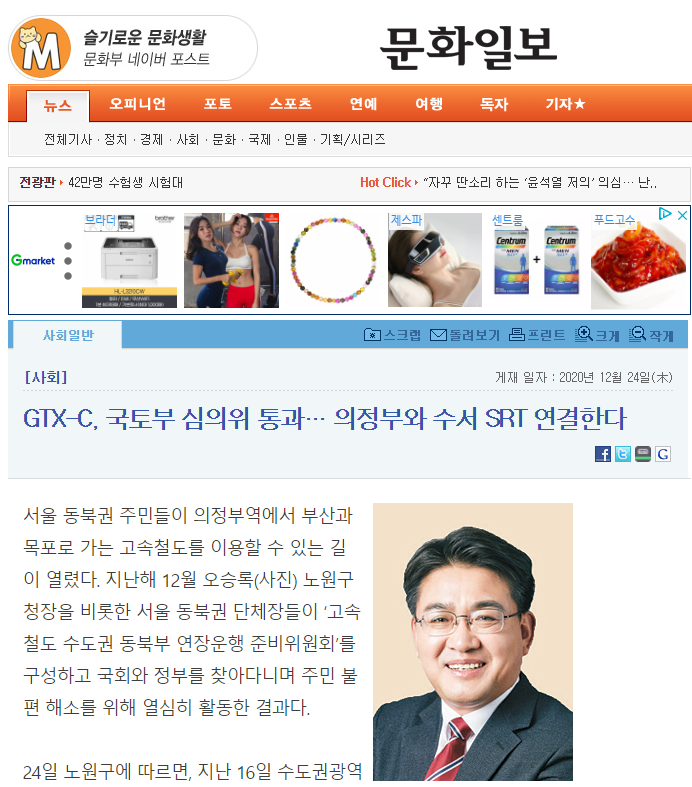 슬기로운 문화생활
문화부 네이버 포스트
M
문화일보
뉴스 오피니언 포토 스포츠 연예 여행 독자 기자★
전체기사 · 정치 · 경제 · 사회 · 문화 · 국제 · 인물 · 기획/시리즈
전광판 42만명 수험생 시험대
Hot Click “자꾸 딴소리 하는 ‘윤석열 저의’ 의심… 난..
Gmarket
브라더
brother
HL-L3210CW
제스파
센트룸
Centrum
MEN
+
Centrum
MEN
푸드고수
사회일반
스크랩 돌려보기 프린트 크게 작게
[사회]
게재 일자 : 2020년 12월 24일(木)
GTX-C, 국토부 심의위 통과… 의정부와 수서 SRT 연결한다
f t G
서울 동북권 주민들이 의정부역에서 부산과
목포로 가는 고속철도를 이용할 수 있는 길
이 열렸다. 지난해 12월 오승록(사진) 노원구
청장을 비롯한 서울 동북권 단체장들이 ‘고속
철도 수도권 동북부 연장운행 준비위원회’를
구성하고 국회와 정부를 찾아다니며 주민 불
편 해소를 위해 열심히 활동한 결과다.
24일 노원구에 따르면, 지난 16일 수도권광역